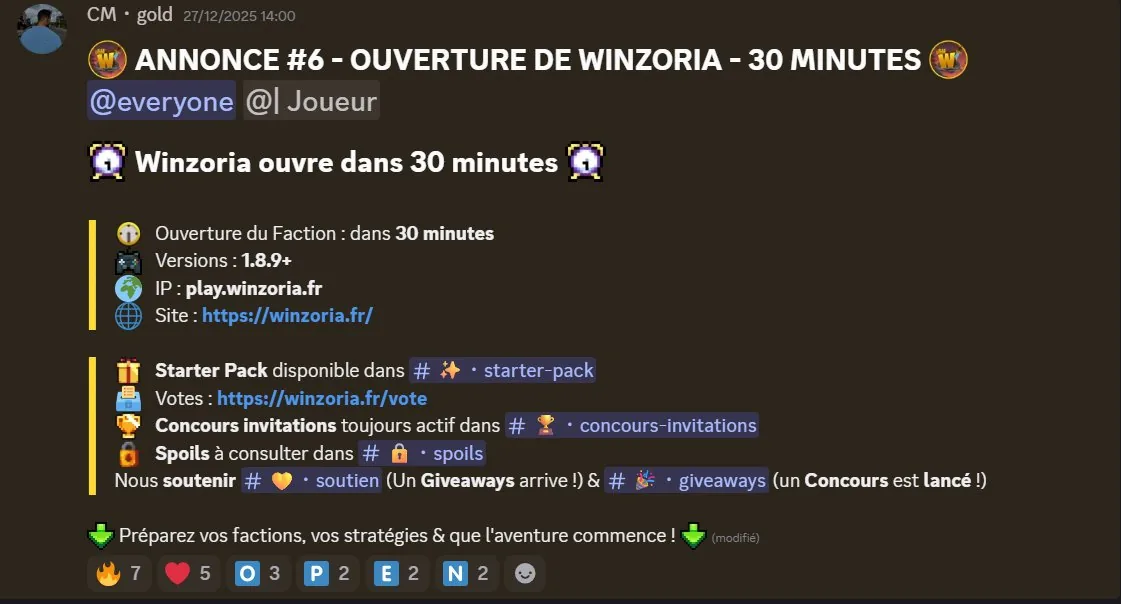 CM • gold 27/12/2025 14:00
ANNONCE #6 - OUVERTURE DE WINZORIA - 30 MINUTES
@everyone @| Joueur
Winzoria ouvre dans 30 minutes
Ouverture du Faction : dans 30 minutes
Versions : 1.8.9+
IP : play.winzoria.fr
Site : https://winzoria.fr/
Starter Pack disponible dans # ✨・starter-pack
Votes : https://winzoria.fr/vote
Concours invitations toujours actif dans # 🏆・concours-invitations
Spoils à consulter dans # 🔒・spoils
Nous soutenir # 💛・soutien (Un Giveaways arrive !) & # 🎉・giveaways (un Concours est lancé !)
Préparez vos factions, vos stratégies & que l'aventure commence ! (modifié)
🔥 7 ❤️ 5 🇴 3 🇵 2 🇪 2 🇳 2